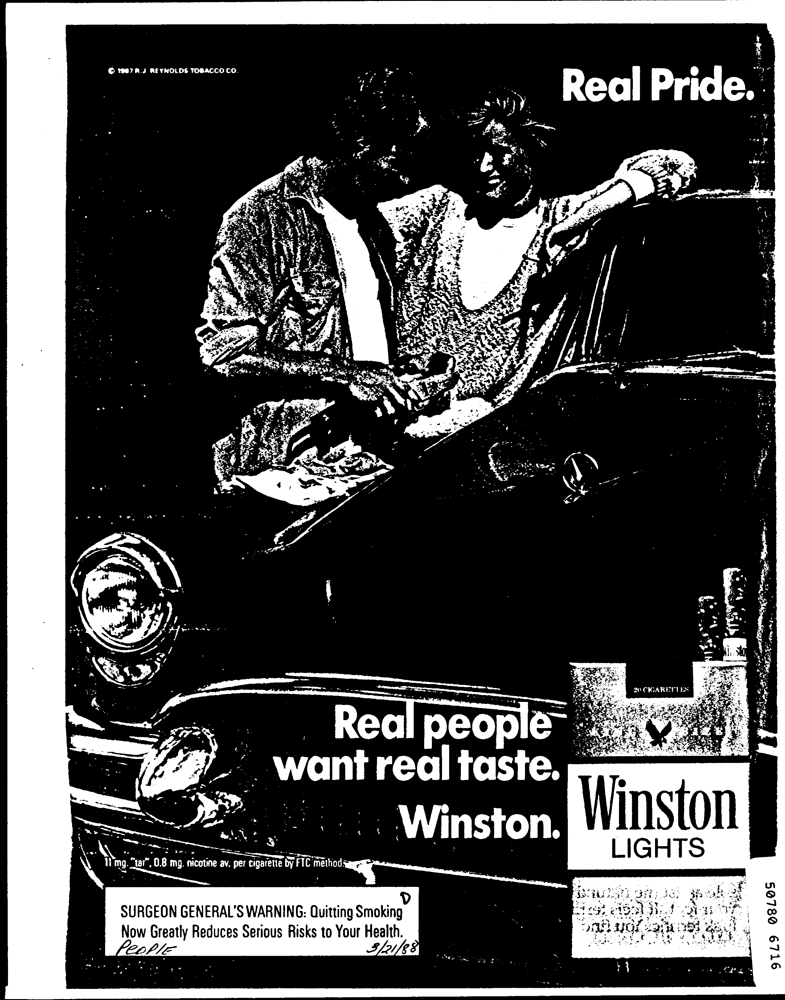 © 1987 R.J. REYNOLDS TOBACCO CO.
Real Pride.
Winston
20 CIGARETTES
Real people
want real taste.
Winston.
Winston
LIGHTS
11 mg. "tar", 0.8 mg. nicotine av. per cigarette by FTC method.
D
SURGEON GENERAL'S WARNING: Quitting Smoking
Now Greatly Reduces Serious Risks to Your Health.
PEOPLE 3/21/88
50780 6716